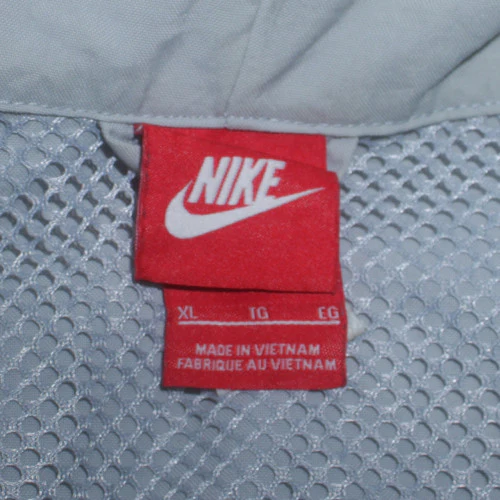 NIKE
XL TG EG
MADE IN VIETNAM
FABRIQUE AU VIETNAM